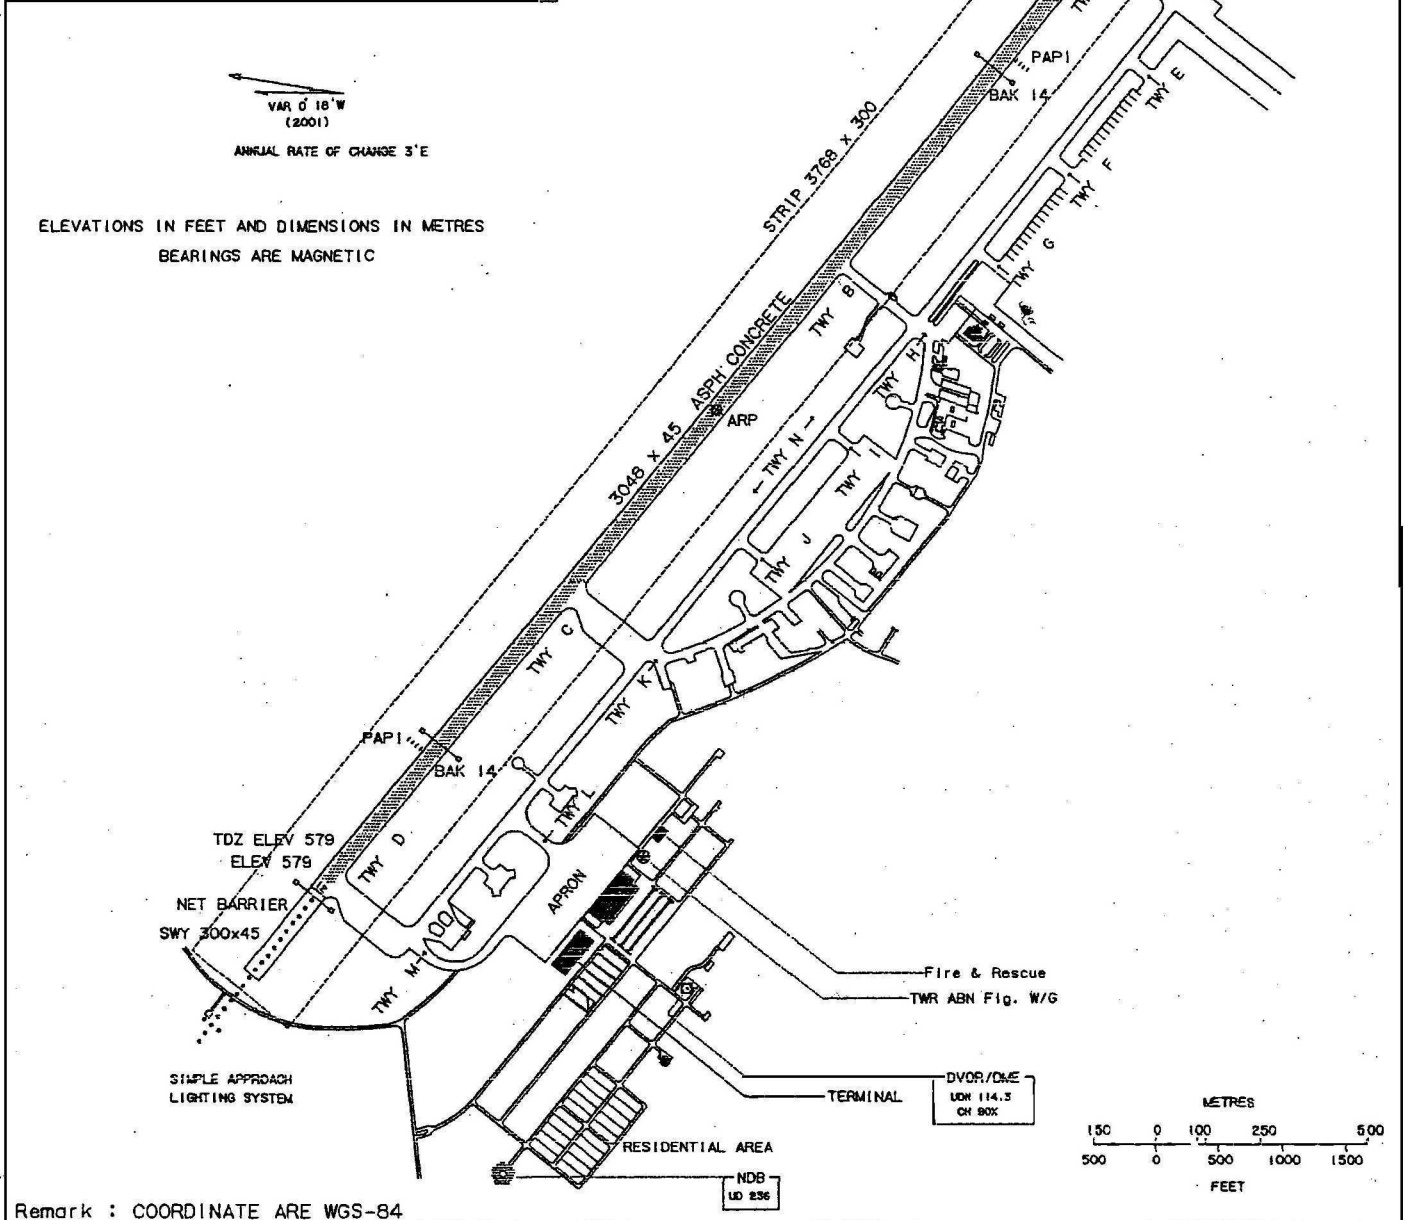 PAPI
BAK 14
TWY E
VAR 0° 18'W
(2001)
ANNUAL RATE OF CHANGE 3'E
STRIP 3768 x 300
TWY F
ELEVATIONS IN FEET AND DIMENSIONS IN METRES
BEARINGS ARE MAGNETIC
TWY G
TWY B
3048 x 45 ASPH CONCRETE
TWY H
ARP
TWY N
TWY I
TWY J
TWY C
TWY K
PAPI
BAK 14
TWY L
TDZ ELEV 579
ELEV 579
TWY D
APRON
NET BARRIER
SWY 300x45
TWY M
Fire & Rescue
TWR ABN Flg. W/G
SIMPLE APPROACH
LIGHTING SYSTEM
DVOR/DME
UDN 114.3
CH 90X
TERMINAL
METRES
150 0 100 250 500
500 0 500 1000 1500
FEET
RESIDENTIAL AREA
NDB
UD 236
Remark : COORDINATE ARE WGS-84